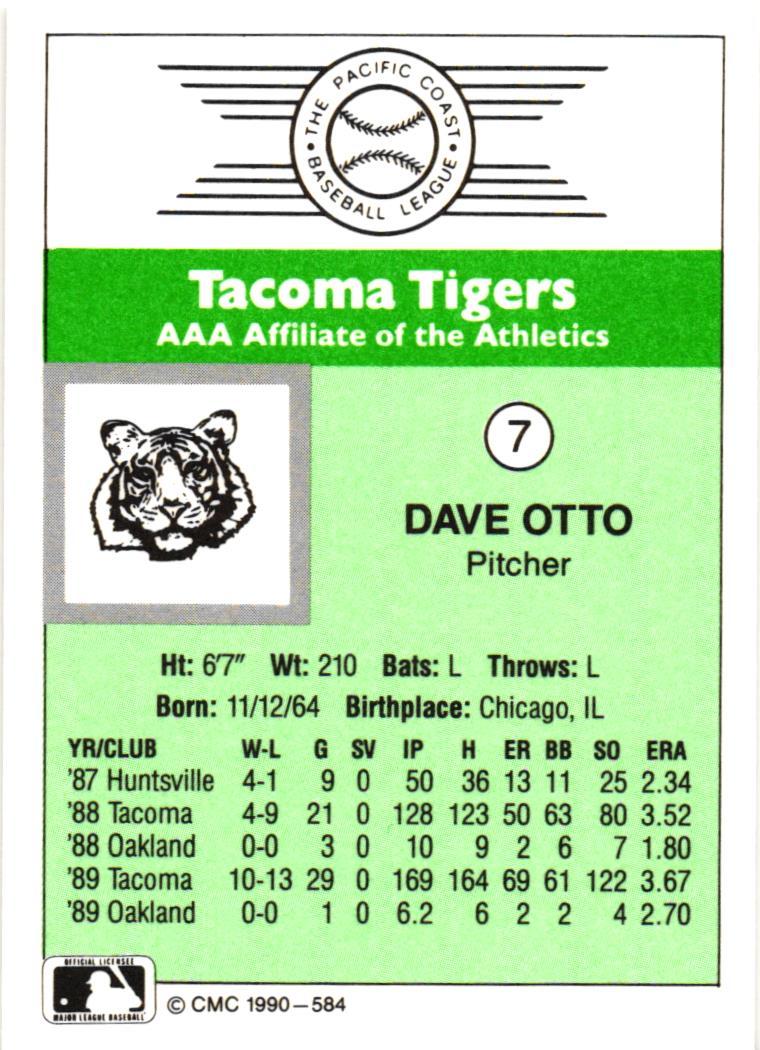 THE PACIFIC COAST
BASEBALL LEAGUE
Tacoma Tigers
AAA Affiliate of the Athletics
7
DAVE OTTO
Pitcher
Ht: 6'7" Wt: 210 Bats: L Throws: L
Born: 11/12/64 Birthplace: Chicago, IL
YR/CLUB W-L G SV IP H ER BB SO ERA
'87 Huntsville 4-1 9 0 50 36 13 11 25 2.34
'88 Tacoma 4-9 21 0 128 123 50 63 80 3.52
'88 Oakland 0-0 3 0 10 9 2 6 7 1.80
'89 Tacoma 10-13 29 0 169 164 69 61 122 3.67
'89 Oakland 0-0 1 0 6.2 6 2 2 4 2.70
OFFICIAL LICENSEE
MAJOR LEAGUE BASEBALL
© CMC 1990–584